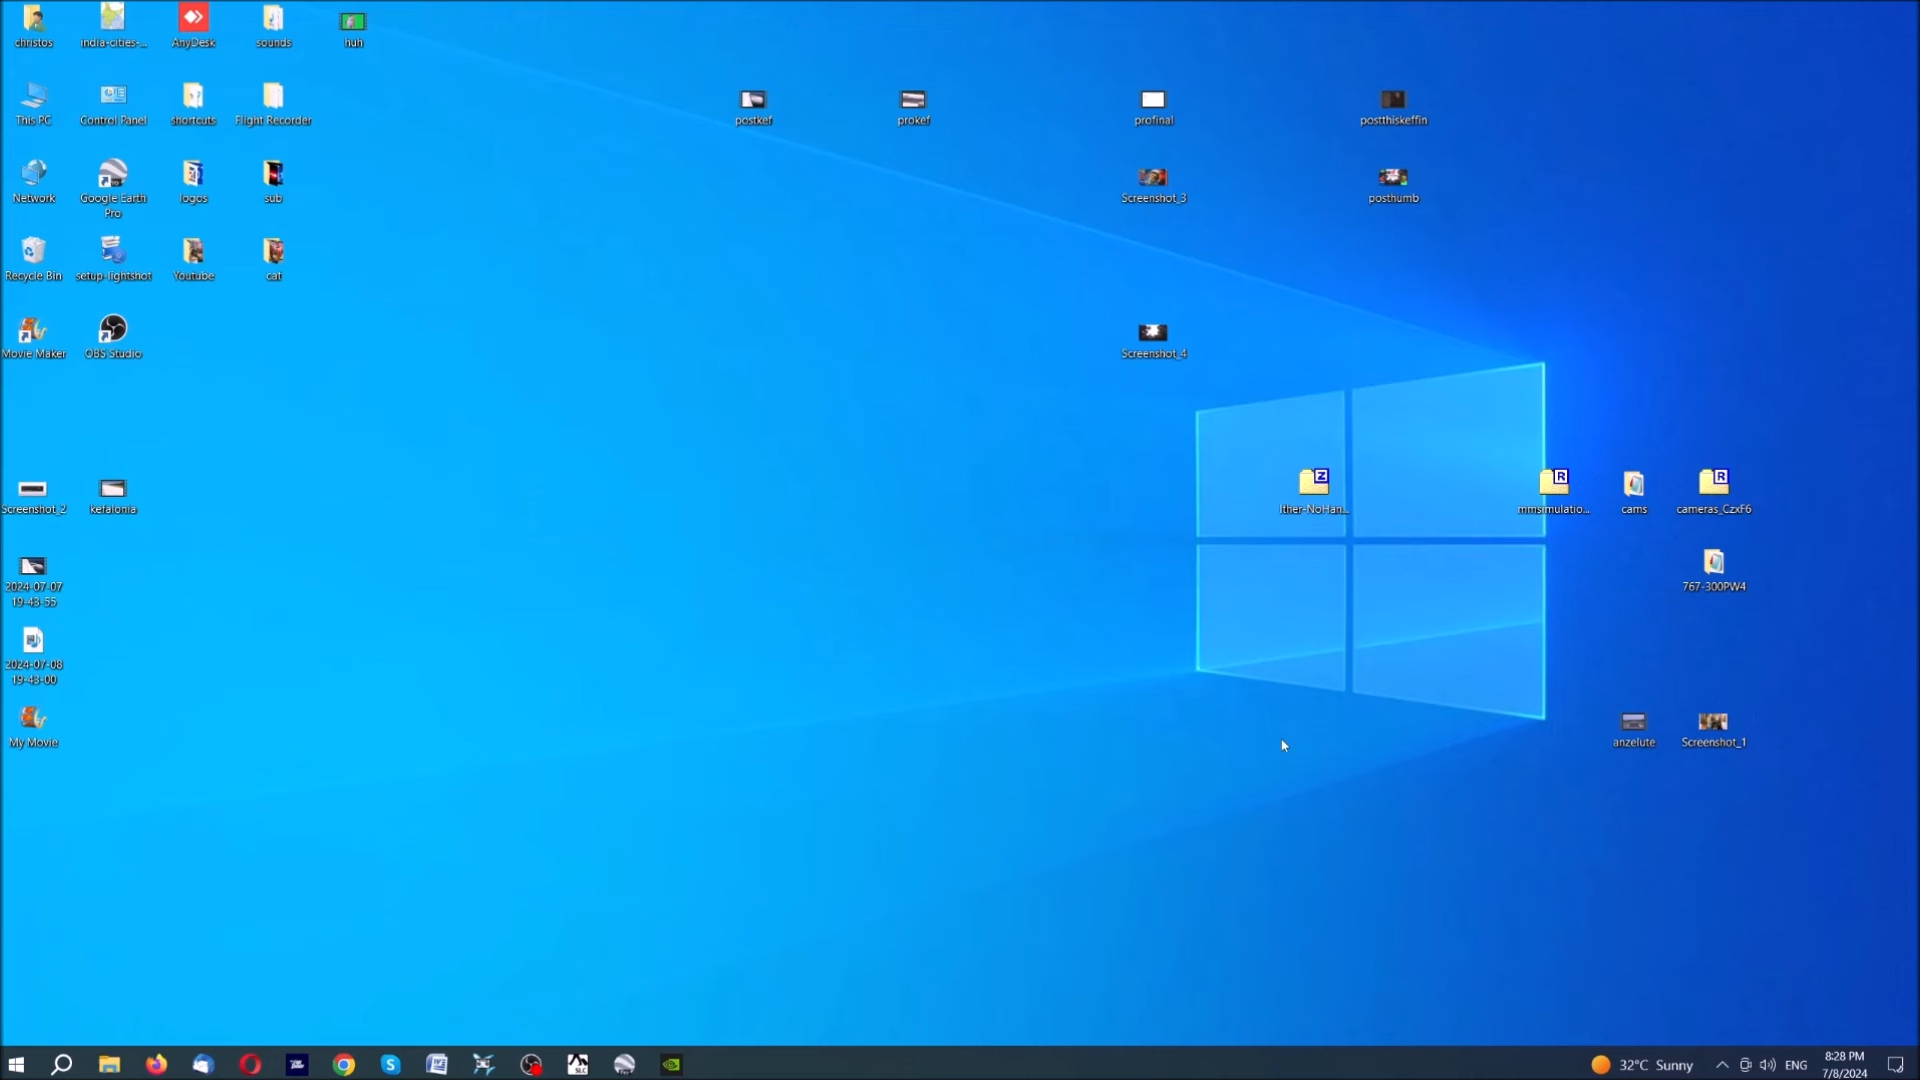 christos
india-cities-...
AnyDesk
sounds
huh
This PC
Control Panel
shortcuts
Flight Recorder
postkef
prokef
profinal
postthiskeffin
Network
Google Earth
Pro
logos
sub
Screenshot_3
posthumb
Recycle Bin
setup-lightshot
Youtube
cat
Movie Maker
OBS Studio
Screenshot_4
Screenshot_2
kefalonia
lther-NoHan...
mmsimulatio...
cams
cameras_CzxF6
2024-07-07
19-43-55
767-300PW4
2024-07-08
19-43-00
My Movie
anzelute
Screenshot_1
32°C Sunny
ENG
8:28 PM
7/8/2024